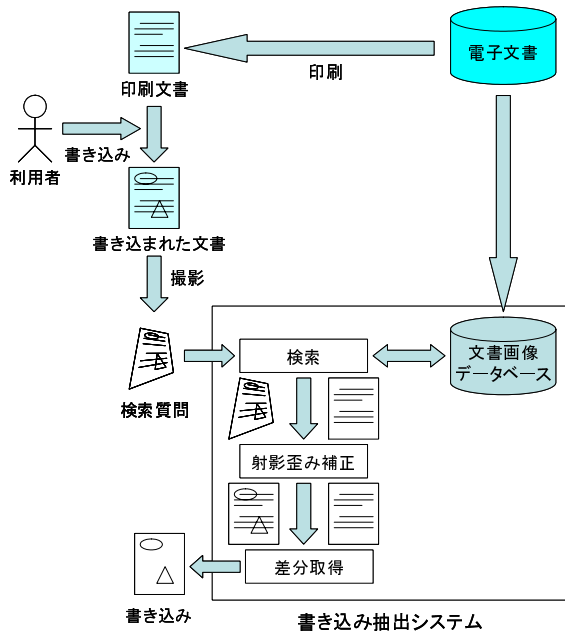 電子文書
印刷
印刷文書
書き込み
利用者
書き込まれた文書
撮影
検索
文書画像
データベース
検索質問
射影歪み補正
差分取得
書き込み
書き込み抽出システム